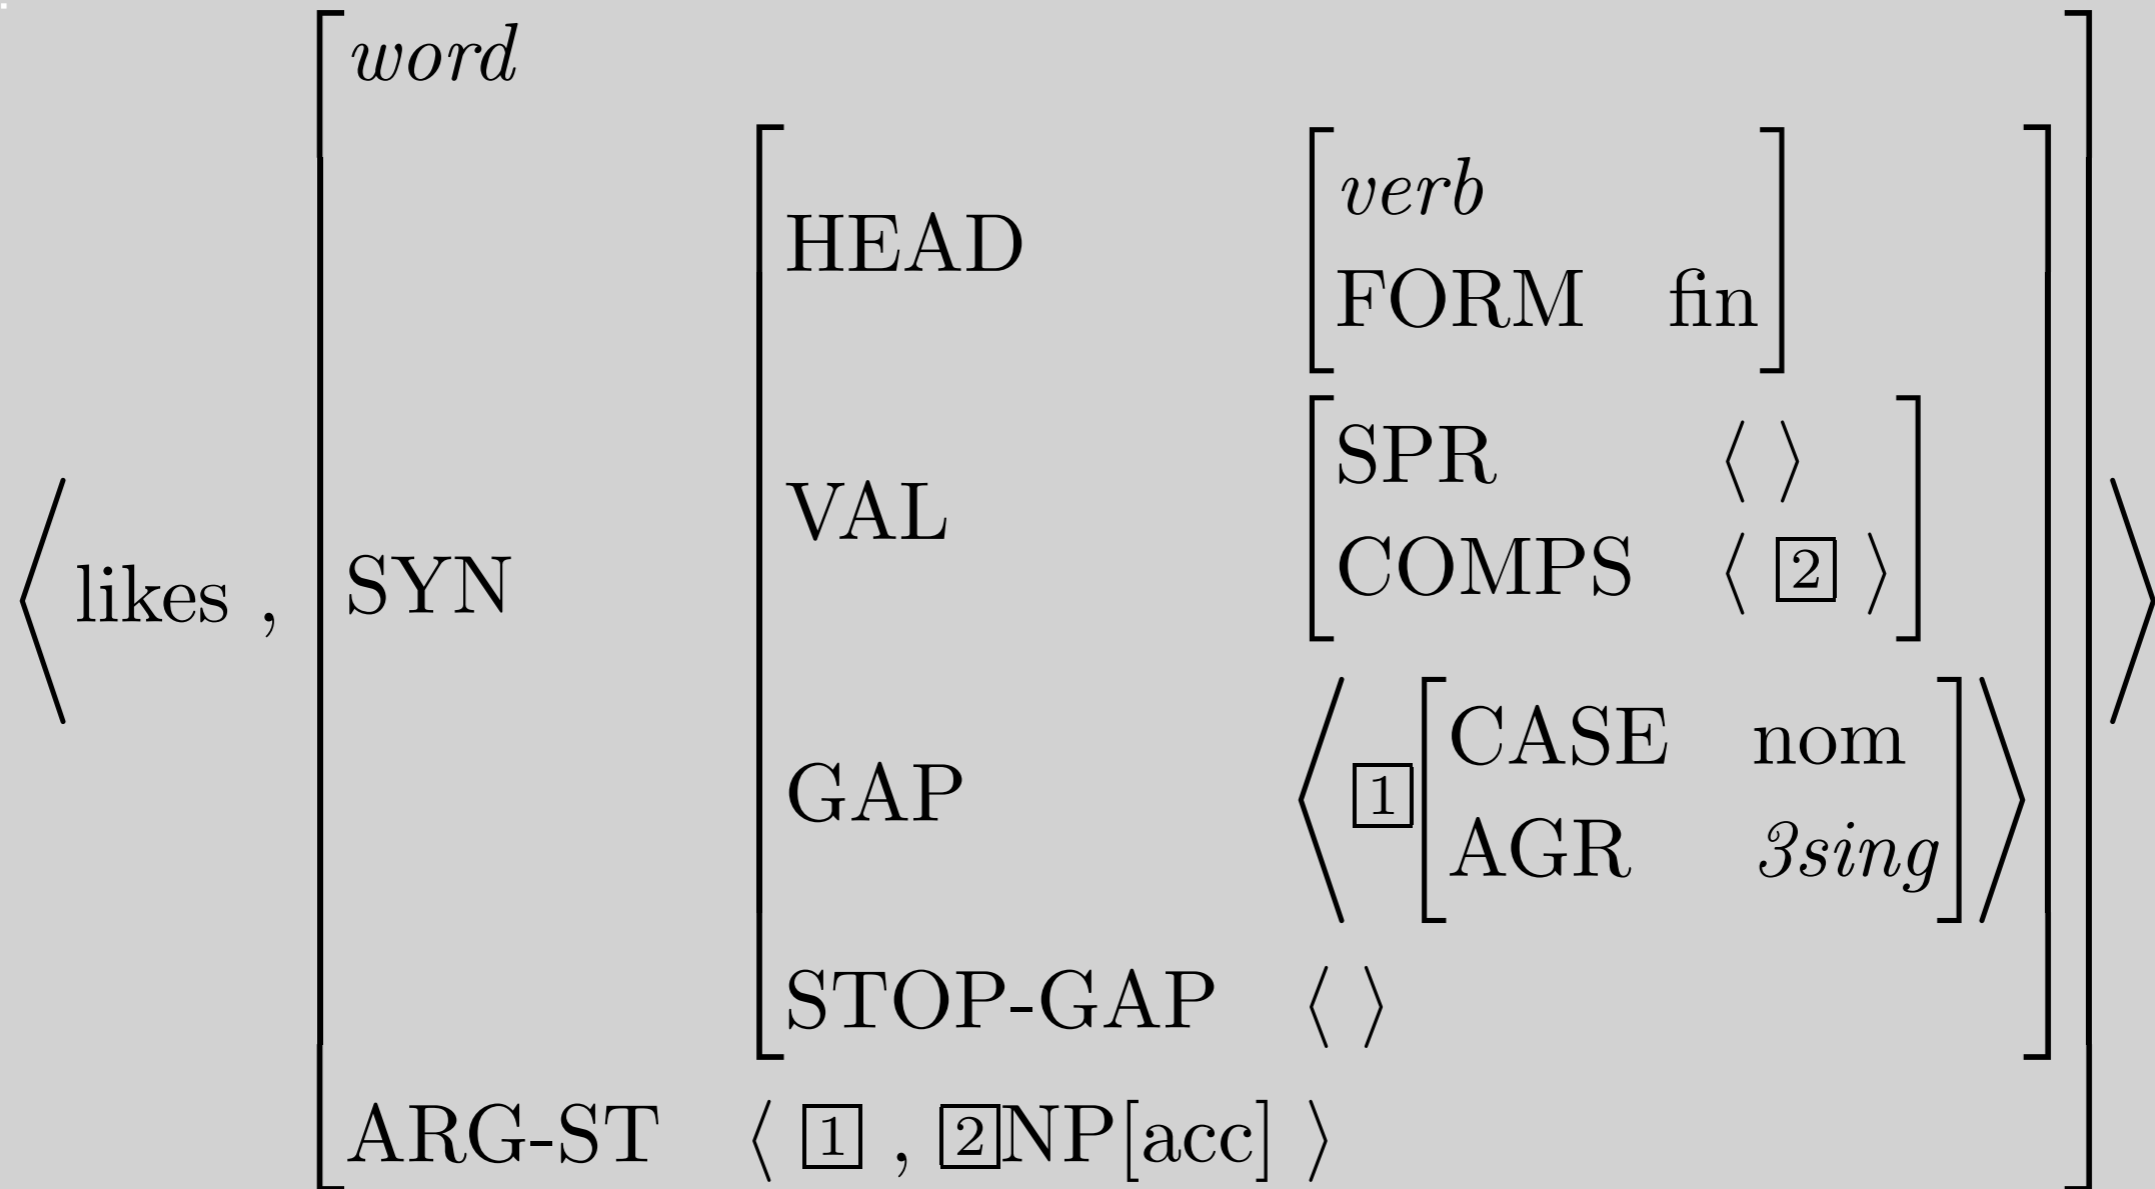 word
HEAD [verb
FORM fin]
VAL [SPR ⟨ ⟩
COMPS ⟨ 2 ⟩]
⟨likes , SYN
GAP ⟨ 1 [CASE nom
AGR 3sing]⟩
STOP-GAP ⟨ ⟩
ARG-ST ⟨ 1 , 2NP[acc] ⟩